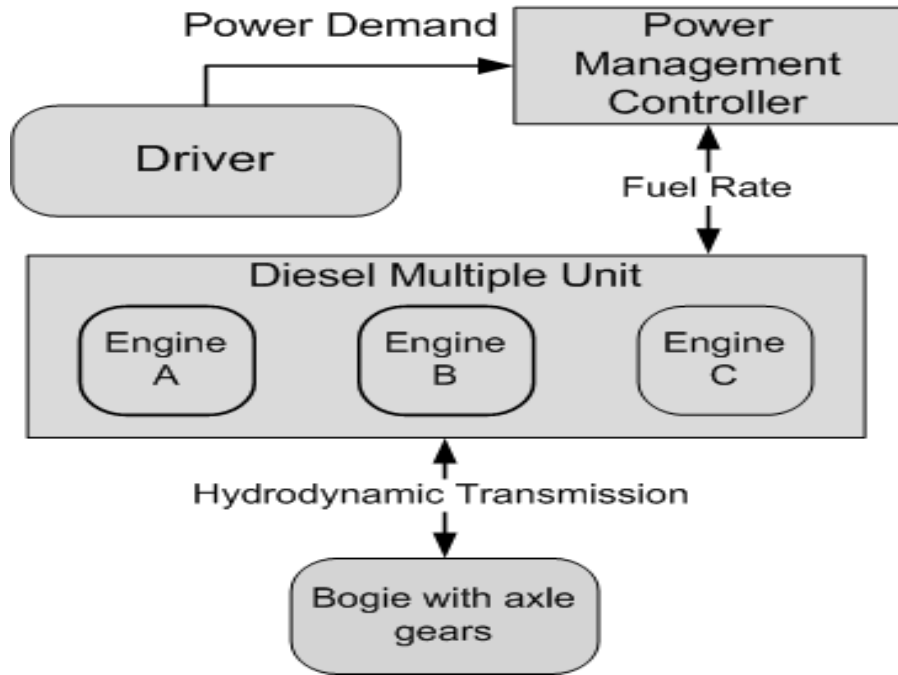 Power Demand
Power
Management
Controller
Driver
Fuel Rate
Diesel Multiple Unit
Engine
A
Engine
B
Engine
C
Hydrodynamic Transmission
Bogie with axle
gears